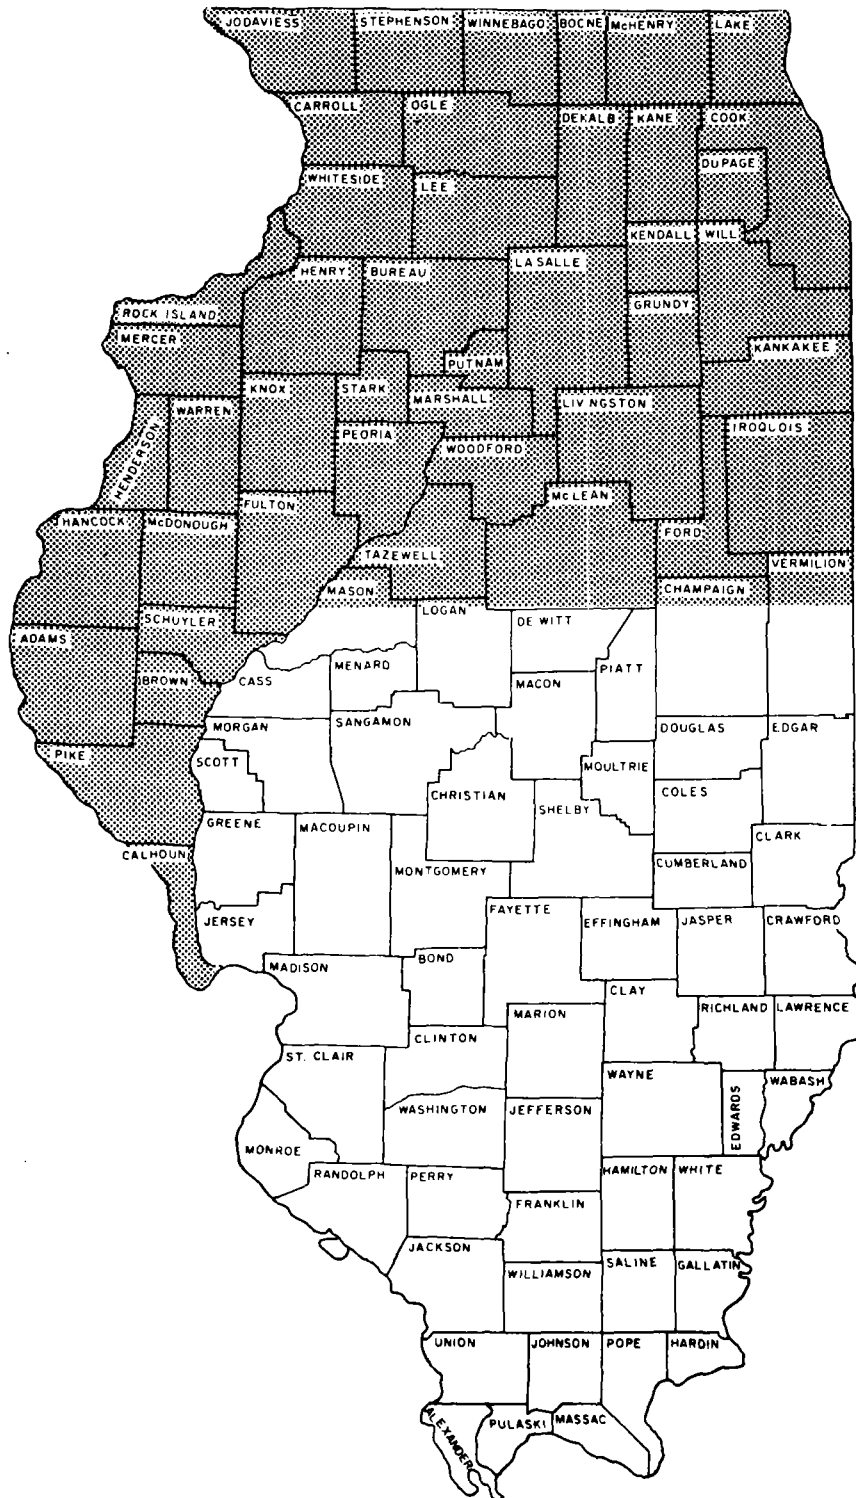 JODAVIESS
STEPHENSON
WINNEBAGO
BOCNE
McHENRY
LAKE
CARROLL
OGLE
DEKALB
KANE
COOK
DUPAGE
WHITESIDE
LEE
KENDALL
WILL
HENRY
BUREAU
LASALLE
GRUNDY
ROCK ISLAND
MERCER
KANKAKEE
PUTNAM
KNOX
STARK
MARSHALL
LIVINGSTON
WARREN
HENDERSON
PEORIA
WOODFORD
IROQLOIS
McLEAN
FULTON
HANCOCK
McDONOUGH
FORD
TAZEWELL
VERMILION
MASON
CHAMPAIGN
LOGAN
SCHUYLER
DE WITT
ADAMS
MENARD
PIATT
BROWN
CASS
MACON
MORGAN
SANGAMON
DOUGLAS
EDGAR
PIKE
SCOTT
MOULTRIE
CHRISTIAN
COLES
SHELBY
GREENE
MACOUPIN
CLARK
CALHOUN
CUMBERLAND
MONTGOMERY
FAYETTE
JERSEY
EFFINGHAM
JASPER
CRAWFORD
BOND
MADISON
CLAY
MARION
RICHLAND
LAWRENCE
CLINTON
ST. CLAIR
WAYNE
WABASH
EDWARDS
WASHINGTON
JEFFERSON
MONROE
RANDOLPH
PERRY
HAMILTON
WHITE
FRANKLIN
JACKSON
WILLIAMSON
SALINE
GALLATIN
UNION
JOHNSON
POPE
HARDIN
ALEXANDER
PULASKI
MASSAC